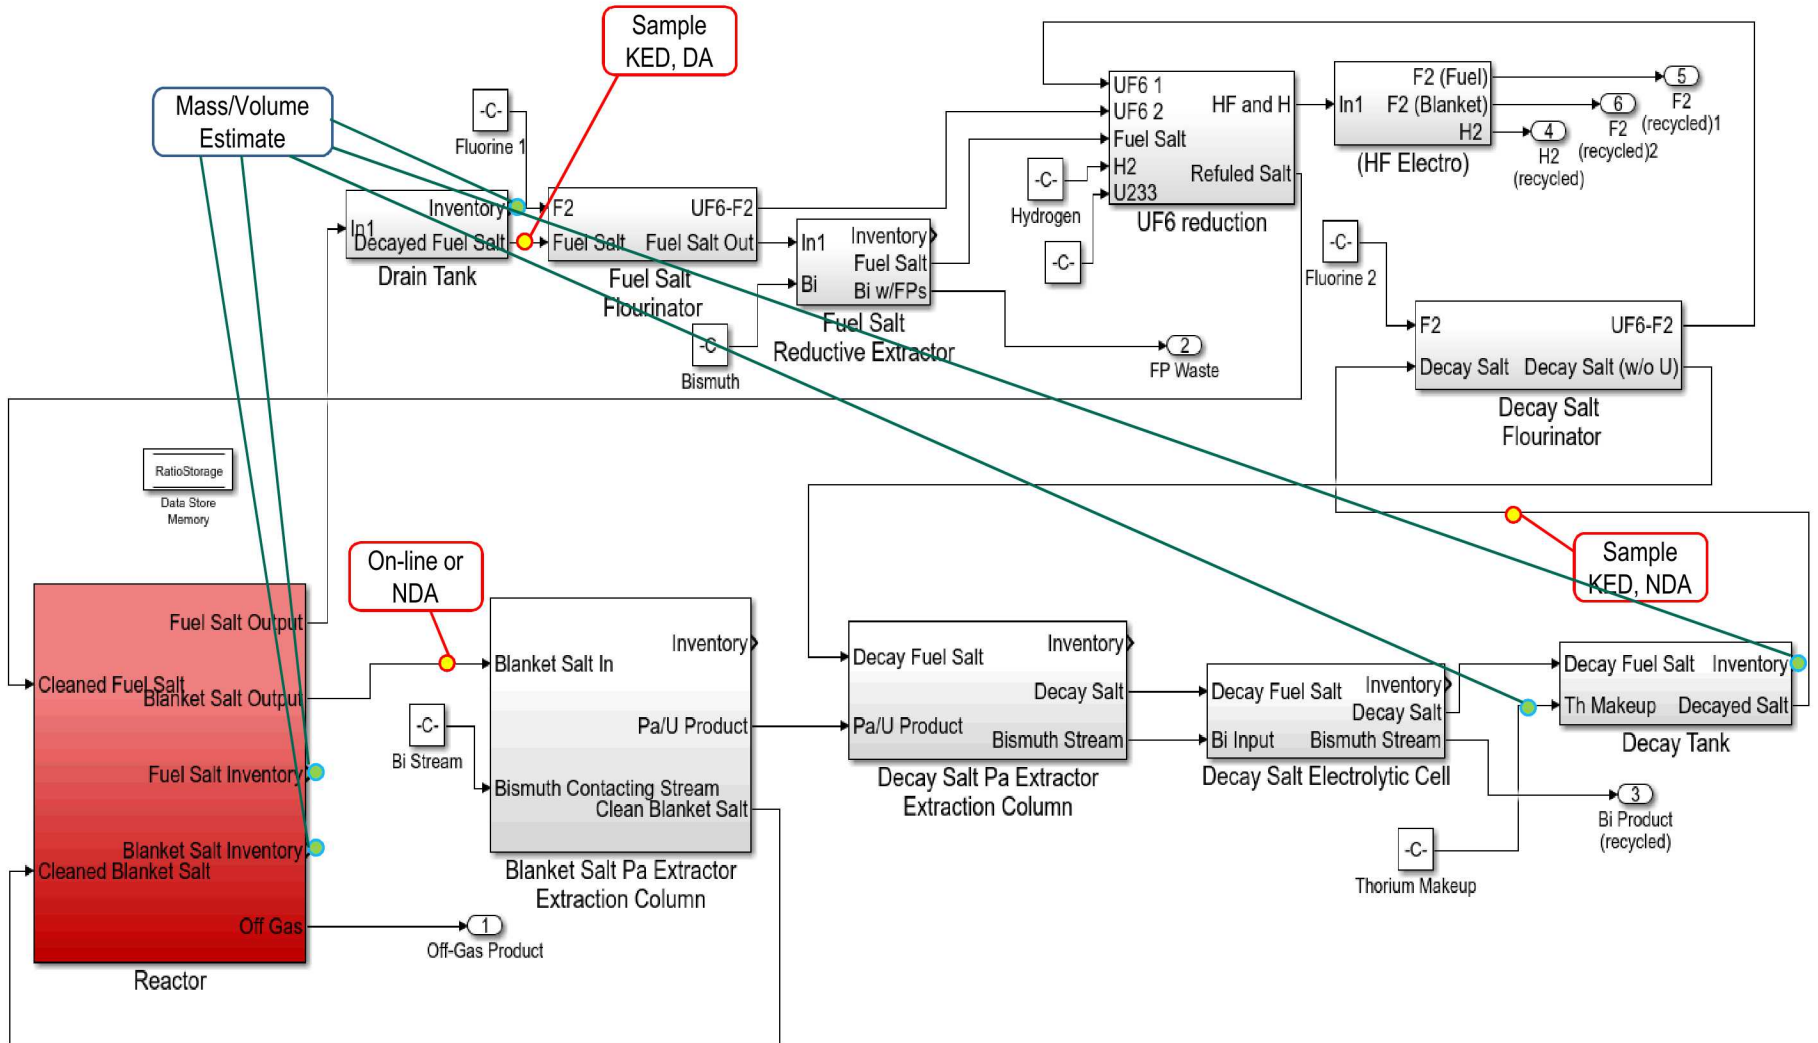 Sample
KED, DA
Mass/Volume
Estimate
-C-
Fluorine 1
Inventory
In1
Decayed Fuel Salt
Drain Tank
F2
UF6-F2
Fuel Salt
Fuel Salt Out
Fuel Salt
Flourinator
In1
Inventory
Fuel Salt
Bi
Bi w/FPs
Fuel Salt
Reductive Extractor
-C-
Bismuth
UF6 1
UF6 2
HF and H
Fuel Salt
H2
Refuled Salt
U233
UF6 reduction
-C-
Hydrogen
-C-
In1
F2 (Fuel)
F2 (Blanket)
H2
(HF Electro)
5
F2
(recycled)1
6
F2
(recycled)2
4
H2
(recycled)
2
FP Waste
-C-
Fluorine 2
F2
UF6-F2
Decay Salt
Decay Salt (w/o U)
Decay Salt
Flourinator
RatioStorage
Data Store
Memory
On-line or
NDA
Sample
KED, NDA
Fuel Salt Output
Cleaned Fuel Salt
Blanket Salt Output
Fuel Salt Inventory
Blanket Salt Inventory
Cleaned Blanket Salt
Off Gas
Reactor
1
Off-Gas Product
-C-
Bi Stream
Inventory
Blanket Salt In
Pa/U Product
Bismuth Contacting Stream
Clean Blanket Salt
Blanket Salt Pa Extractor
Extraction Column
Inventory
Decay Fuel Salt
Decay Salt
Pa/U Product
Bismuth Stream
Decay Salt Pa Extractor
Extraction Column
Decay Fuel Salt
Inventory
Decay Salt
Bi Input
Bismuth Stream
Decay Salt Electrolytic Cell
Decay Fuel Salt
Inventory
Th Makeup
Decayed Salt
Decay Tank
3
Bi Product
(recycled)
-C-
Thorium Makeup